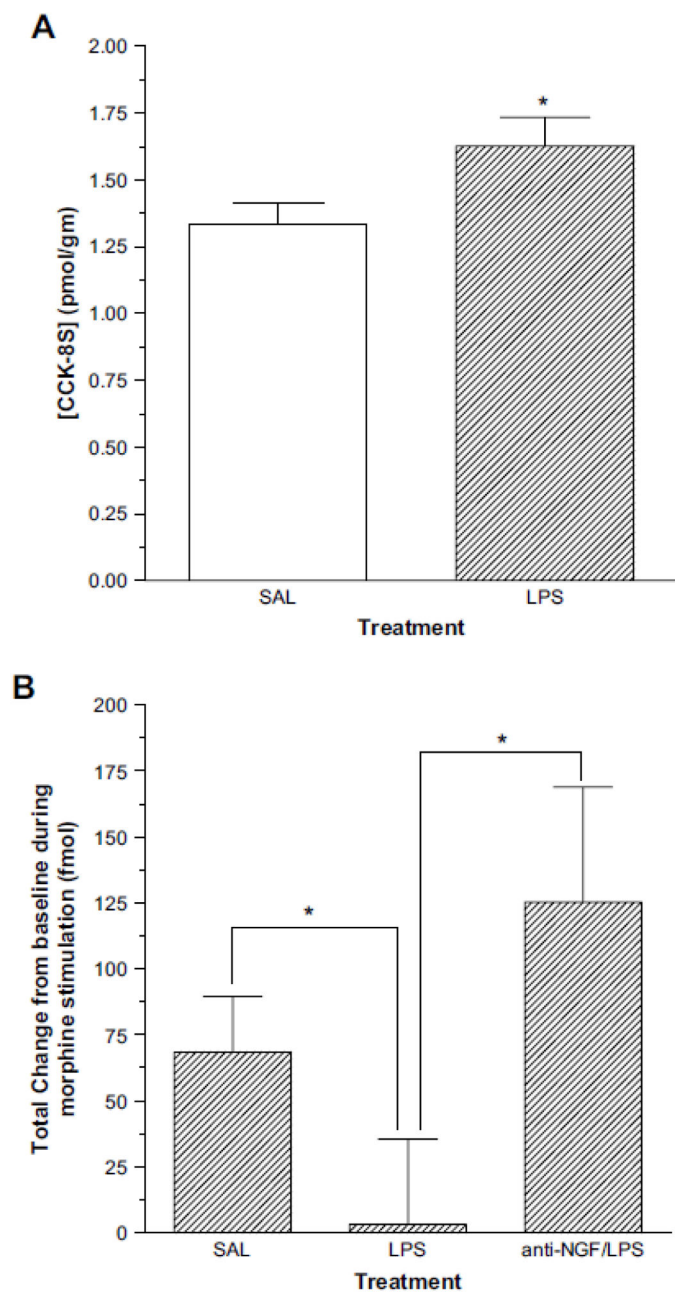 A
2.00
1.75
1.50
1.25
1.00
0.75
0.50
0.25
0.00
[CCK-8S] (pmol/gm)
*
SAL LPS
Treatment
B
200
175
150
125
100
75
50
25
0
Total Change from baseline during
morphine stimulation (fmol)
*
*
SAL LPS anti-NGF/LPS
Treatment